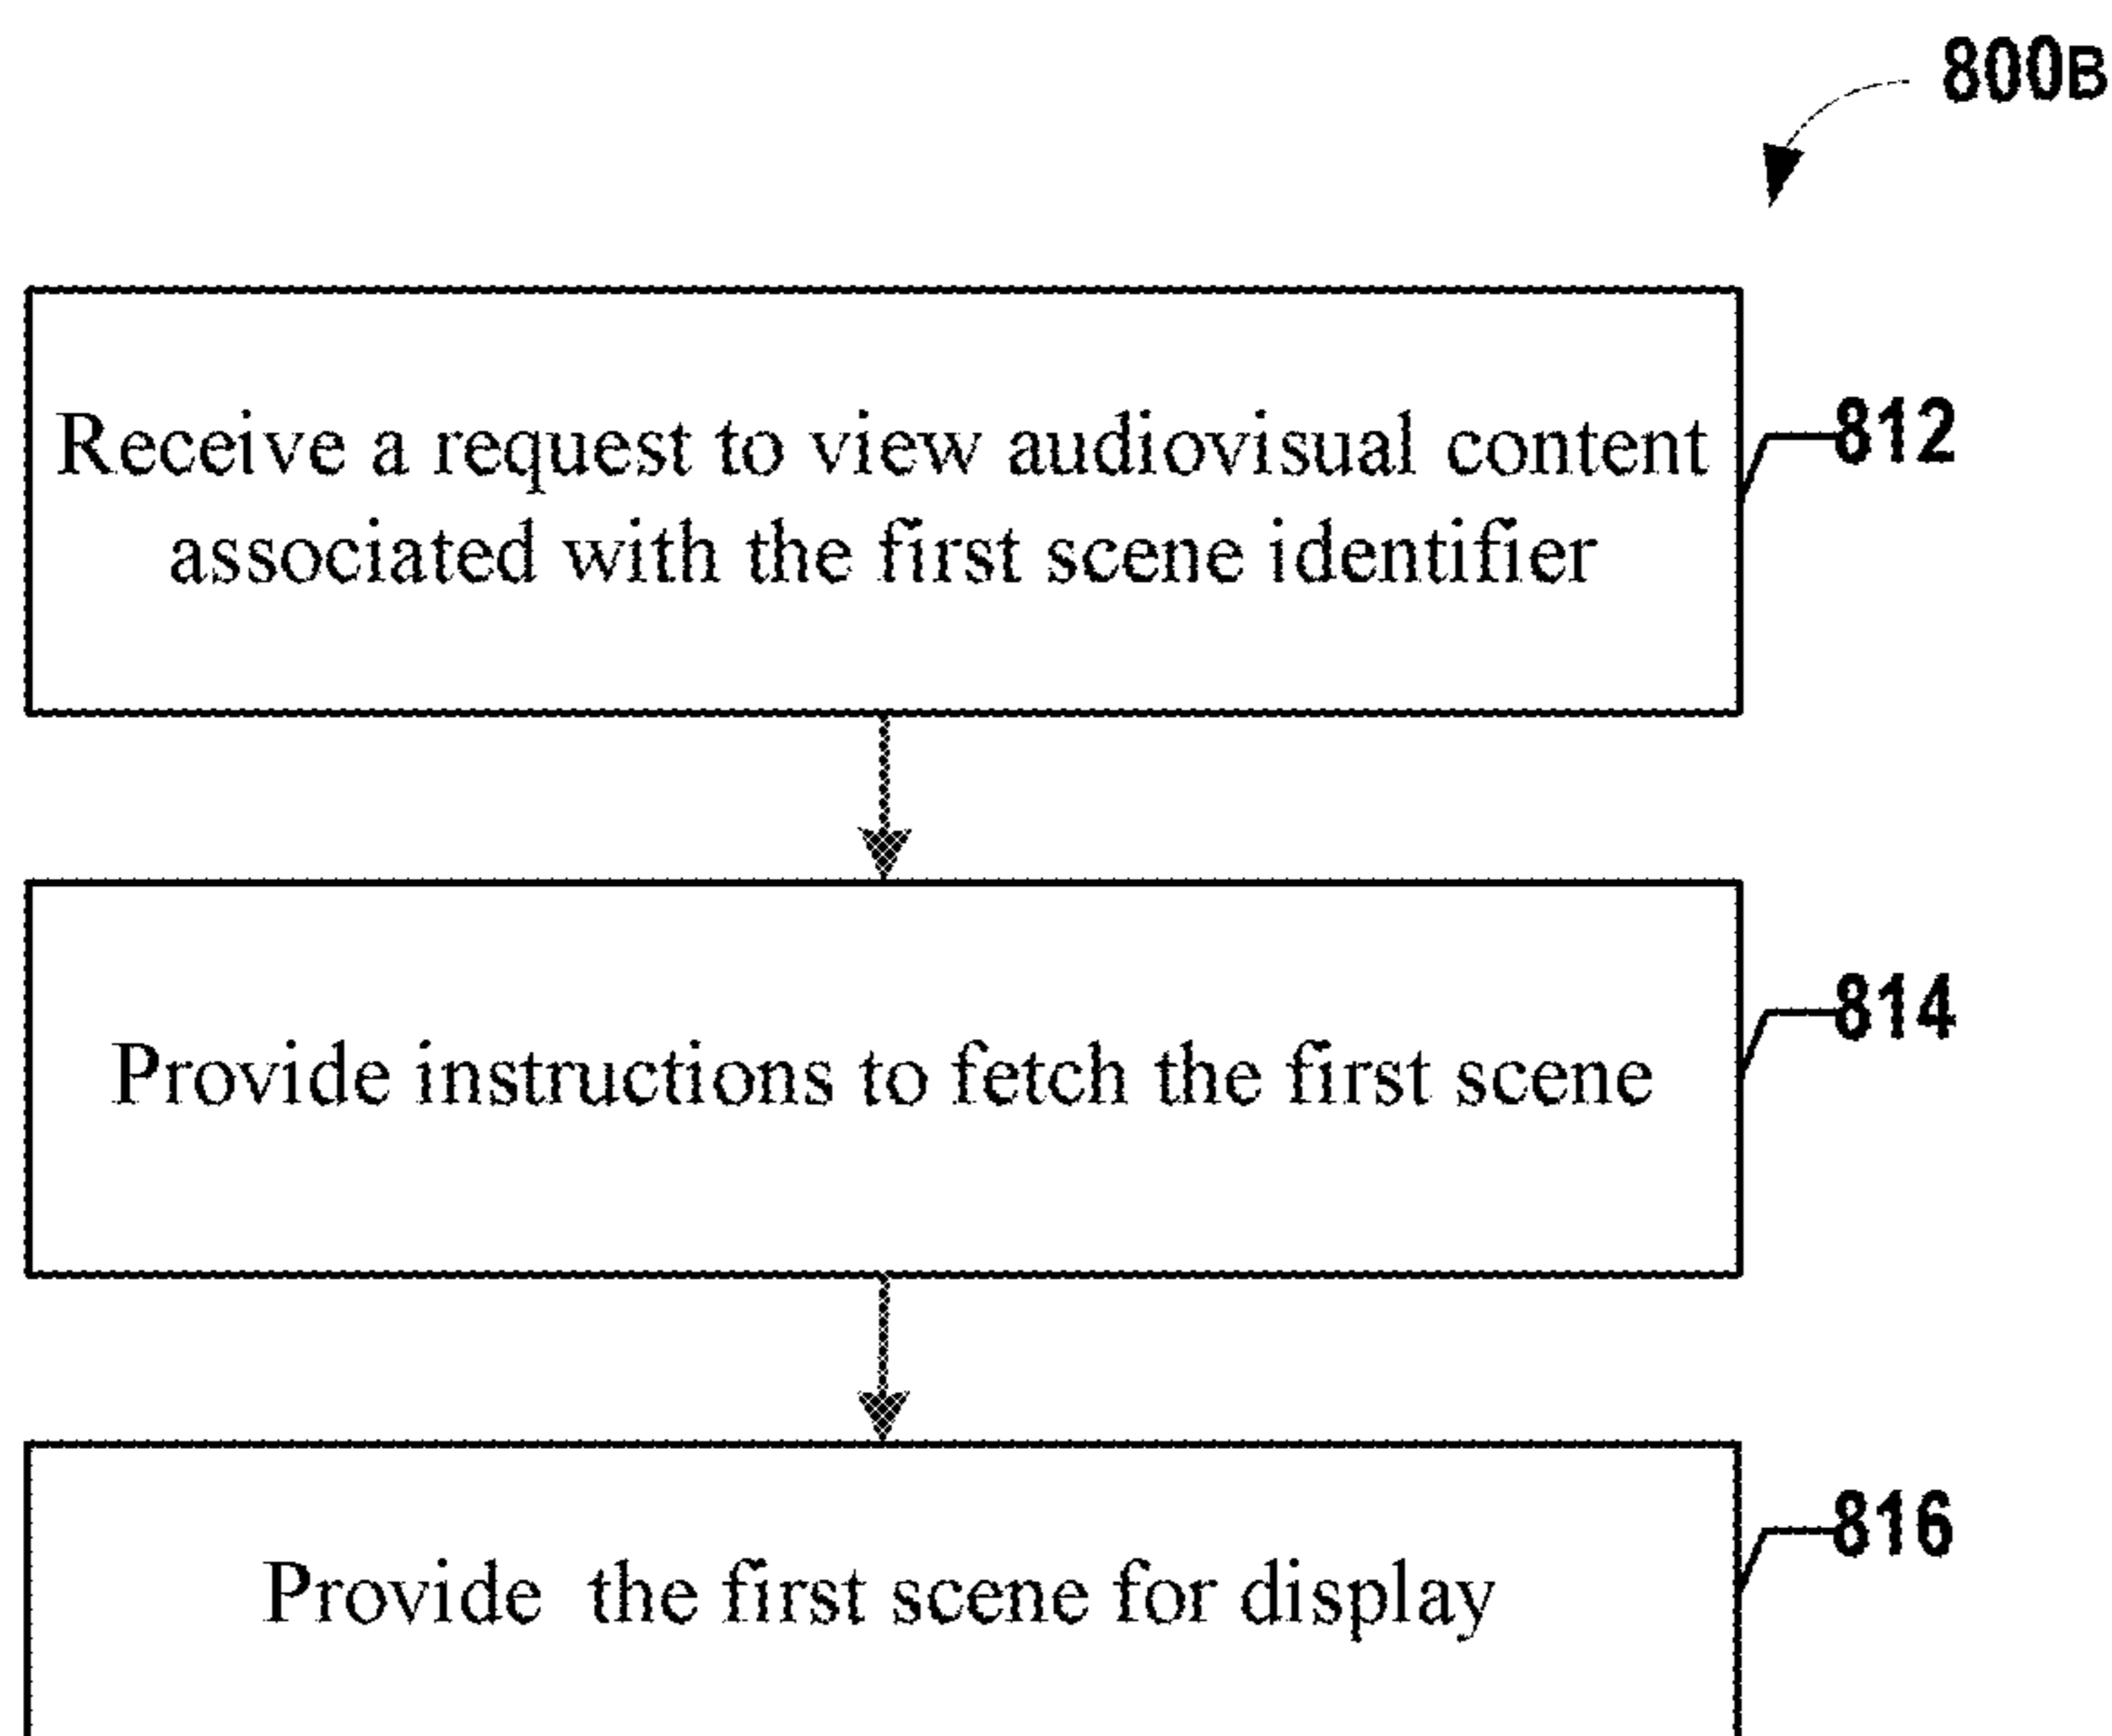 800B
Receive a request to view audiovisual content
associated with the first scene identifier
812
Provide instructions to fetch the first scene
814
Provide the first scene for display
816